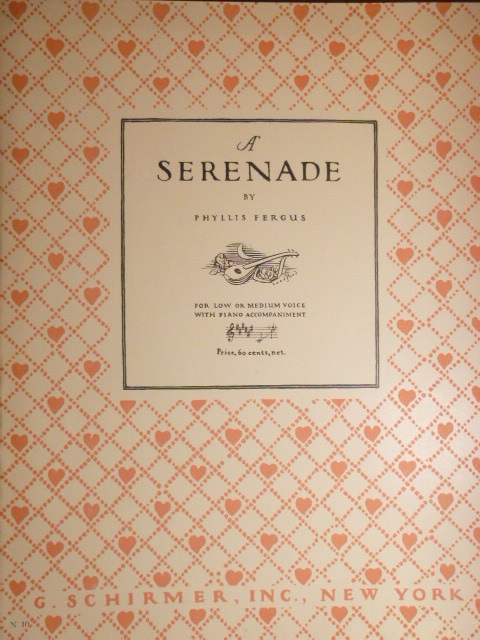 A
SERENADE
BY
PHYLLIS FERGUS
FOR LOW OR MEDIUM VOICE
WITH PIANO ACCOMPANIMENT
Price, 60 cents, net.
G. SCHIRMER, INC., NEW YORK